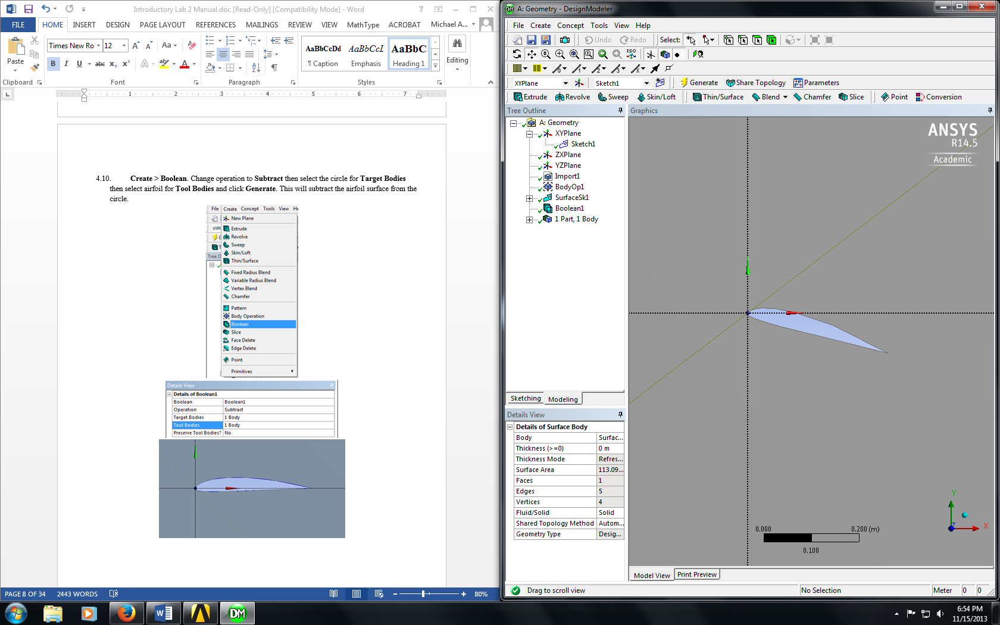 Introductory Lab 2 Manual.doc [Read-Only] [Compatibility Mode] - Word
FILE HOME INSERT DESIGN PAGE LAYOUT REFERENCES MAILINGS REVIEW VIEW MathType ACROBAT Michael A...
Times New Ro 12
Paste
AaBbCcDd AaBbCcI AaBbC
¶ Caption Emphasis Heading 1
Editing
Clipboard Font Paragraph Styles
1 2 3 4 5 6 7
4.10. Create > Boolean. Change operation to Subtract then select the circle for Target Bodies
then select airfoil for Tool Bodies and click Generate. This will subtract the airfoil surface from the
circle.
File Create Concept Tools View He
New Plane
XYPl
Extrude
Revolve
Sweep
Skin/Loft
Thin/Surface
Tree O
Fixed Radius Blend
Variable Radius Blend
Vertex Blend
Chamfer
Pattern
Body Operation
Boolean
Slice
Face Delete
Edge Delete
Point
Primitives
Details View
Details of Boolean1
Boolean Boolean1
Operation Subtract
Target Bodies 1 Body
Tool Bodies 1 Body
Preserve Tool Bodies? No
PAGE 8 OF 34 2443 WORDS 80%
A: Geometry - DesignModeler
File Create Concept Tools View Help
Undo Redo Select:
XYPlane Sketch1 Generate Share Topology Parameters
Extrude Revolve Sweep Skin/Loft Thin/Surface Blend Chamfer Slice Point Conversion
Tree Outline
A: Geometry
XYPlane
Sketch1
ZXPlane
YZPlane
Import1
BodyOp1
SurfaceSk1
Boolean1
1 Part, 1 Body
Sketching Modeling
Details View
Details of Surface Body
Body Surfac...
Thickness (>=0) 0 m
Thickness Mode Refres...
Surface Area 113.09...
Faces 1
Edges 5
Vertices 4
Fluid/Solid Solid
Shared Topology Method Autom...
Geometry Type Desig...
Graphics
ANSYS
R14.5
Academic
Y
Z X
0.000 0.200 (m)
0.100
Model View Print Preview
Drag to scroll view No Selection Meter 0 0
DM
6:54 PM
11/15/2013